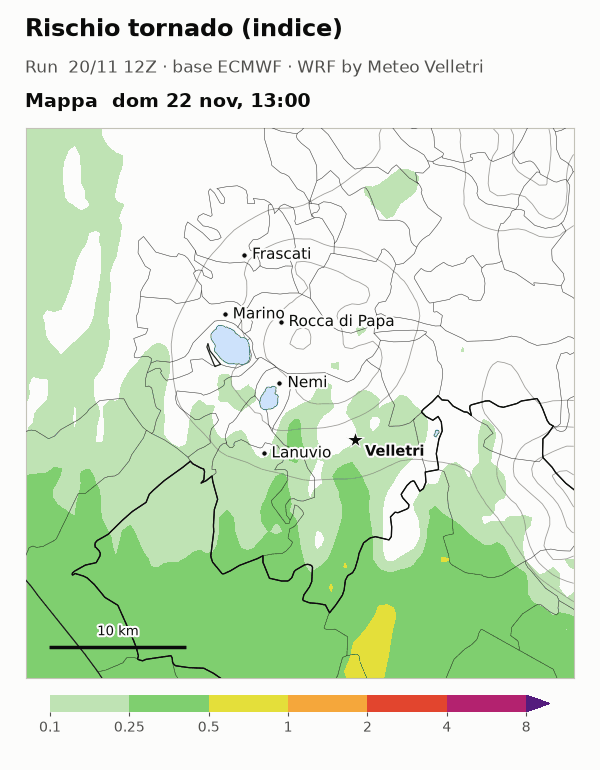 Rischio tornado (indice)
Run  20/11 12Z · base ECMWF · WRF by Meteo Velletri
Mappa  dom 22 nov, 13:00
Frascati
Marino
Rocca di Papa
Nemi
Velletri
Lanuvio
10 km
0.1 0.25 0.5 1 2 4 8